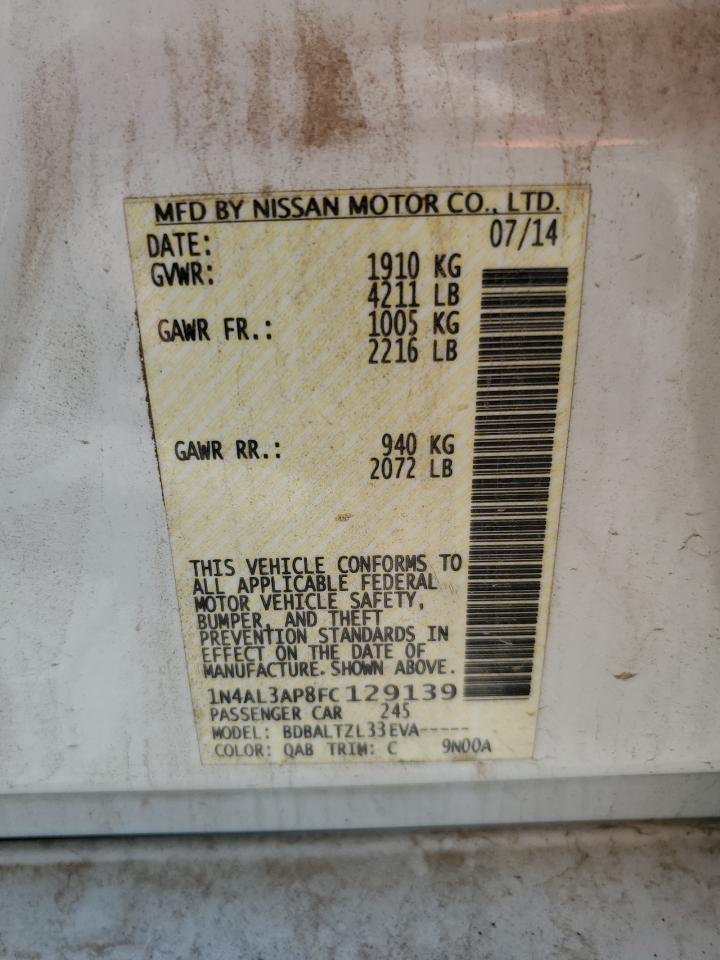 MFD BY NISSAN MOTOR CO., LTD.
DATE: 07/14
GVWR: 1910 KG
4211 LB
GAWR FR.: 1005 KG
2216 LB
GAWR RR.: 940 KG
2072 LB
THIS VEHICLE CONFORMS TO
ALL APPLICABLE FEDERAL
MOTOR VEHICLE SAFETY,
BUMPER, AND THEFT
PREVENTION STANDARDS IN
EFFECT ON THE DATE OF
MANUFACTURE.SHOWN ABOVE.
1N4AL3AP8FC129139
PASSENGER CAR 245
MODEL: BDBALTZL33EVA-----
COLOR: QAB TRIM: C 9N00A